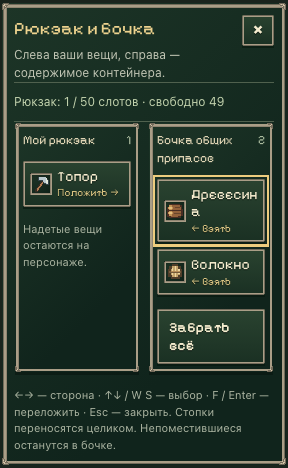 Рюкзак и бочка
×
Слева ваши вещи, справа —
содержимое контейнера.
Рюкзак: 1 / 50 слотов · свободно 49
Мой рюкзак 1
Топор
Положить →
Надетые вещи
остаются на
персонаже.
Бочка общих 2
припасов
Древесин
а
← Взять
Волокно
← Взять
Забрать
всё
←→ — сторона · ↑↓ / W S — выбор · F / Enter —
переложить · Esc — закрыть. Стопки
переносятся целиком. Непоместившиеся
останутся в бочке.